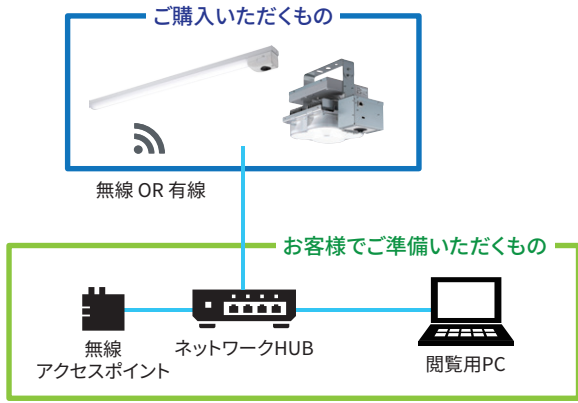 ご購入いただくもの
無線 OR 有線
お客様でご準備いただくもの
無線
アクセスポイント
ネットワークHUB
閲覧用PC